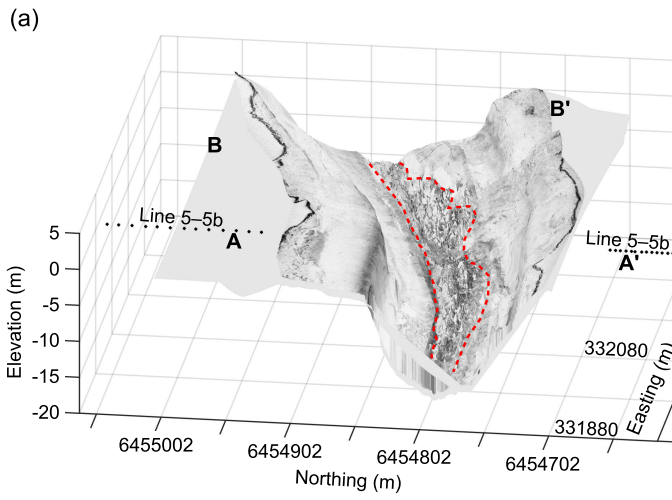 (a)
B
B'
Line 5–5b
A
Line 5–5b
A'
5
0
-5
-10
-15
-20
Elevation (m)
332080
331880
Easting (m)
6455002
6454902
6454802
6454702
Northing (m)